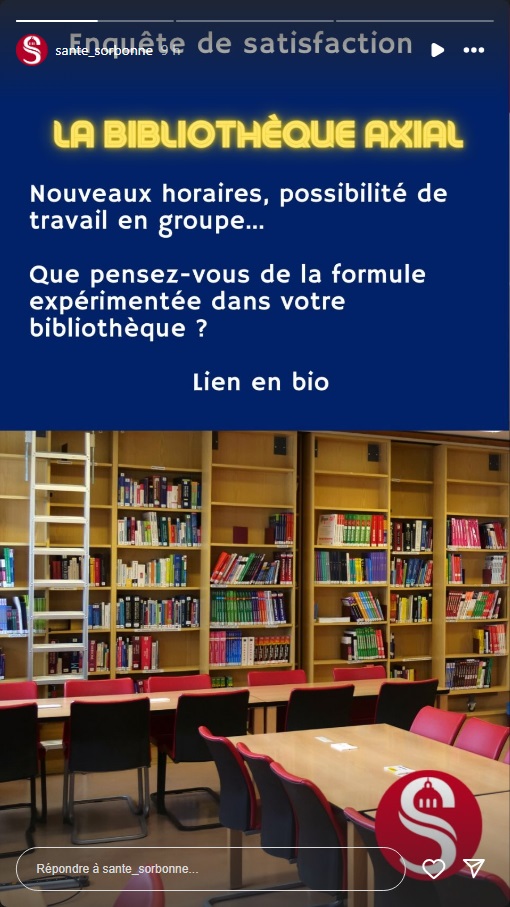 Enquête de satisfaction
sante_sorbonne 9 h
LA BIBLIOTHÈQUE AXIAL
Nouveaux horaires, possibilité de
travail en groupe...
Que pensez-vous de la formule
expérimentée dans votre
bibliothèque ?
Lien en bio
Répondre à sante_sorbonne...